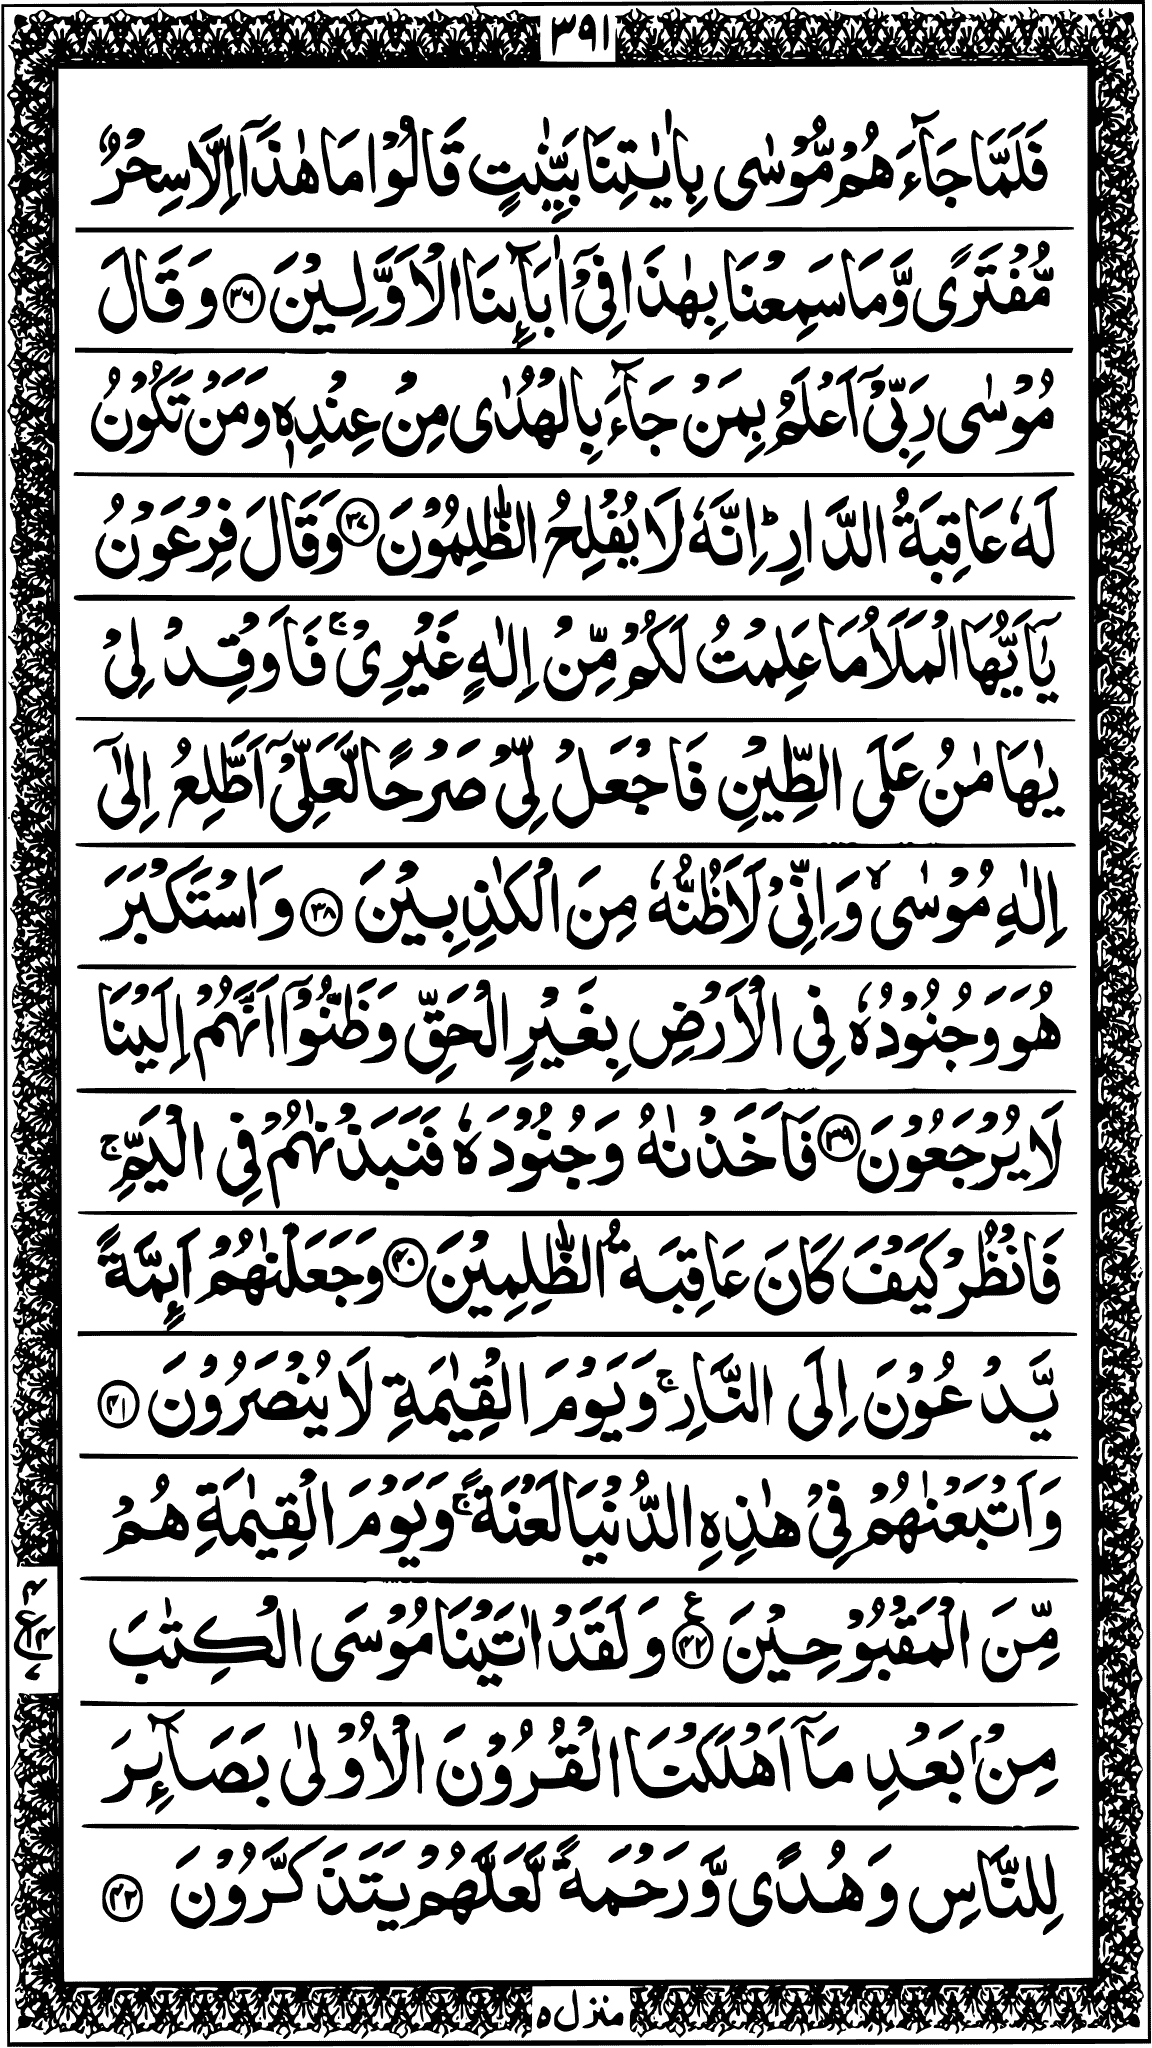 ٣٩١
فَلَمَّا جَآءَهُمْ مُّوْسٰى بِاٰيٰتِنَا بَيِّنٰتٍ قَالُوْا مَا هٰذَآ اِلَّا سِحْرٌ
مُّفْتَرًى وَّمَا سَمِعْنَا بِهٰذَا فِىْٓ اٰبَآئِنَا الْاَوَّلِيْنَ ﴿٣٦﴾ وَقَالَ
مُوْسٰى رَبِّىْٓ اَعْلَمُ بِمَنْ جَآءَ بِالْهُدٰى مِنْ عِنْدِهٖ وَمَنْ تَكُوْنُ
لَهٗ عَاقِبَةُ الدَّارِؕ اِنَّهٗ لَا يُفْلِحُ الظّٰلِمُوْنَ ﴿٣٧﴾ وَقَالَ فِرْعَوْنُ
يٰٓاَيُّهَا الْمَلَاُ مَا عَلِمْتُ لَكُمْ مِّنْ اِلٰهٍ غَيْرِىْۚ فَاَوْقِدْ لِىْ
يٰهَامٰنُ عَلَى الطِّيْنِ فَاجْعَلْ لِّىْ صَرْحًا لَّعَلِّىْٓ اَطَّلِعُ اِلٰٓى
اِلٰهِ مُوْسٰىۙ وَاِنِّىْ لَاَظُنُّهٗ مِنَ الْكٰذِبِيْنَ ﴿٣٨﴾ وَاسْتَكْبَرَ
هُوَ وَجُنُوْدُهٗ فِى الْاَرْضِ بِغَيْرِ الْحَقِّ وَظَنُّوْٓا اَنَّهُمْ اِلَيْنَا
لَا يُرْجَعُوْنَ ﴿٣٩﴾ فَاَخَذْنٰهُ وَجُنُوْدَهٗ فَنَبَذْنٰهُمْ فِى الْيَمِّۚ
فَانْظُرْ كَيْفَ كَانَ عَاقِبَةُ الظّٰلِمِيْنَ ﴿٤٠﴾ وَجَعَلْنٰهُمْ اَئِمَّةً
يَّدْعُوْنَ اِلَى النَّارِۚ وَيَوْمَ الْقِيٰمَةِ لَا يُنْصَرُوْنَ ﴿٤١﴾
وَاَتْبَعْنٰهُمْ فِىْ هٰذِهِ الدُّنْيَا لَعْنَةًۚ وَيَوْمَ الْقِيٰمَةِ هُمْ
مِّنَ الْمَقْبُوْحِيْنَ ﴿٤٢﴾ع وَلَقَدْ اٰتَيْنَا مُوْسَى الْكِتٰبَ
مِنْۢ بَعْدِ مَآ اَهْلَكْنَا الْقُرُوْنَ الْاُوْلٰى بَصَآئِرَ
لِلنَّاسِ وَهُدًى وَّرَحْمَةً لَّعَلَّهُمْ يَتَذَكَّرُوْنَ ﴿٤٣﴾
منزل ٥